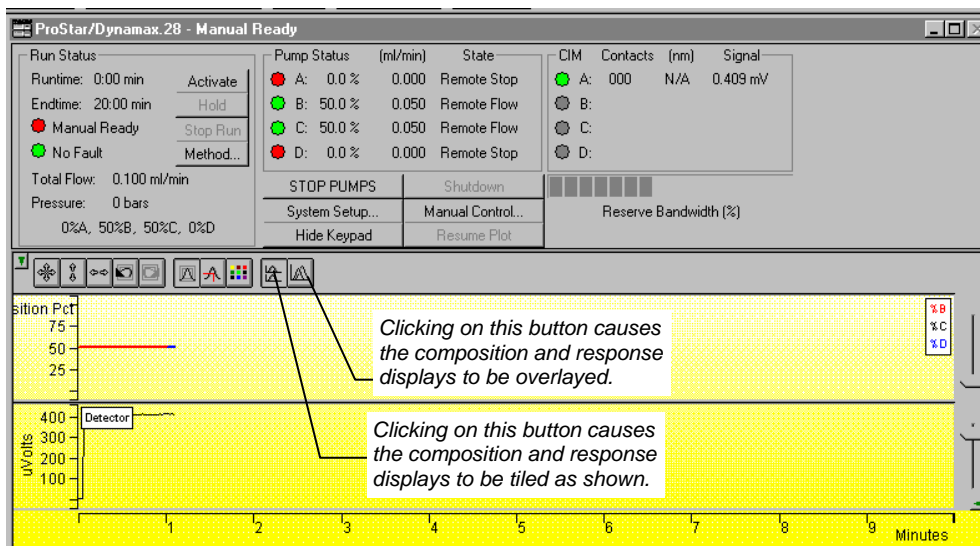 ProStar/Dynamax.28 - Manual Ready
Run Status
Runtime: 0:00 min
Activate
Endtime: 20:00 min
Hold
Manual Ready
Stop Run
No Fault
Method...
Total Flow: 0.100 ml/min
Pressure: 0 bars
0%A, 50%B, 50%C, 0%D
Pump Status (ml/min) State
A: 0.0 % 0.000 Remote Stop
B: 50.0 % 0.050 Remote Flow
C: 50.0 % 0.050 Remote Flow
D: 0.0 % 0.000 Remote Stop
STOP PUMPS
Shutdown
System Setup...
Manual Control...
Hide Keypad
Resume Plot
CIM Contacts (nm) Signal
A: 000 N/A 0.409 mV
B:
C:
D:
Reserve Bandwidth (%)
sition Pct
75
50
25
%B
%C
%D
Clicking on this button causes
the composition and response
displays to be overlayed.
uVolts
400
300
200
100
Detector
Clicking on this button causes
the composition and response
displays to be tiled as shown.
1 2 3 4 5 6 7 8 9 Minutes